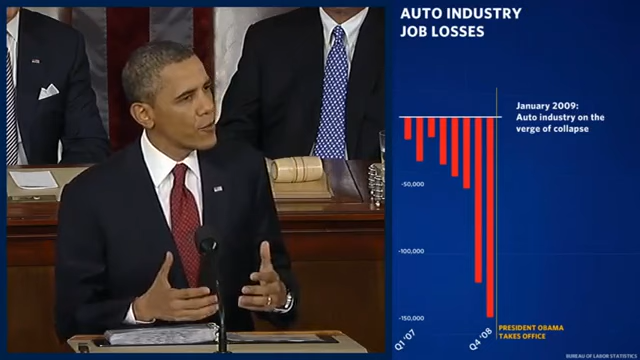 AUTO INDUSTRY
JOB LOSSES
January 2009:
Auto industry on the
verge of collapse
-50,000
-100,000
-150,000
Q1 '07
Q4 '08
PRESIDENT OBAMA
TAKES OFFICE
BUREAU OF LABOR STATISTICS